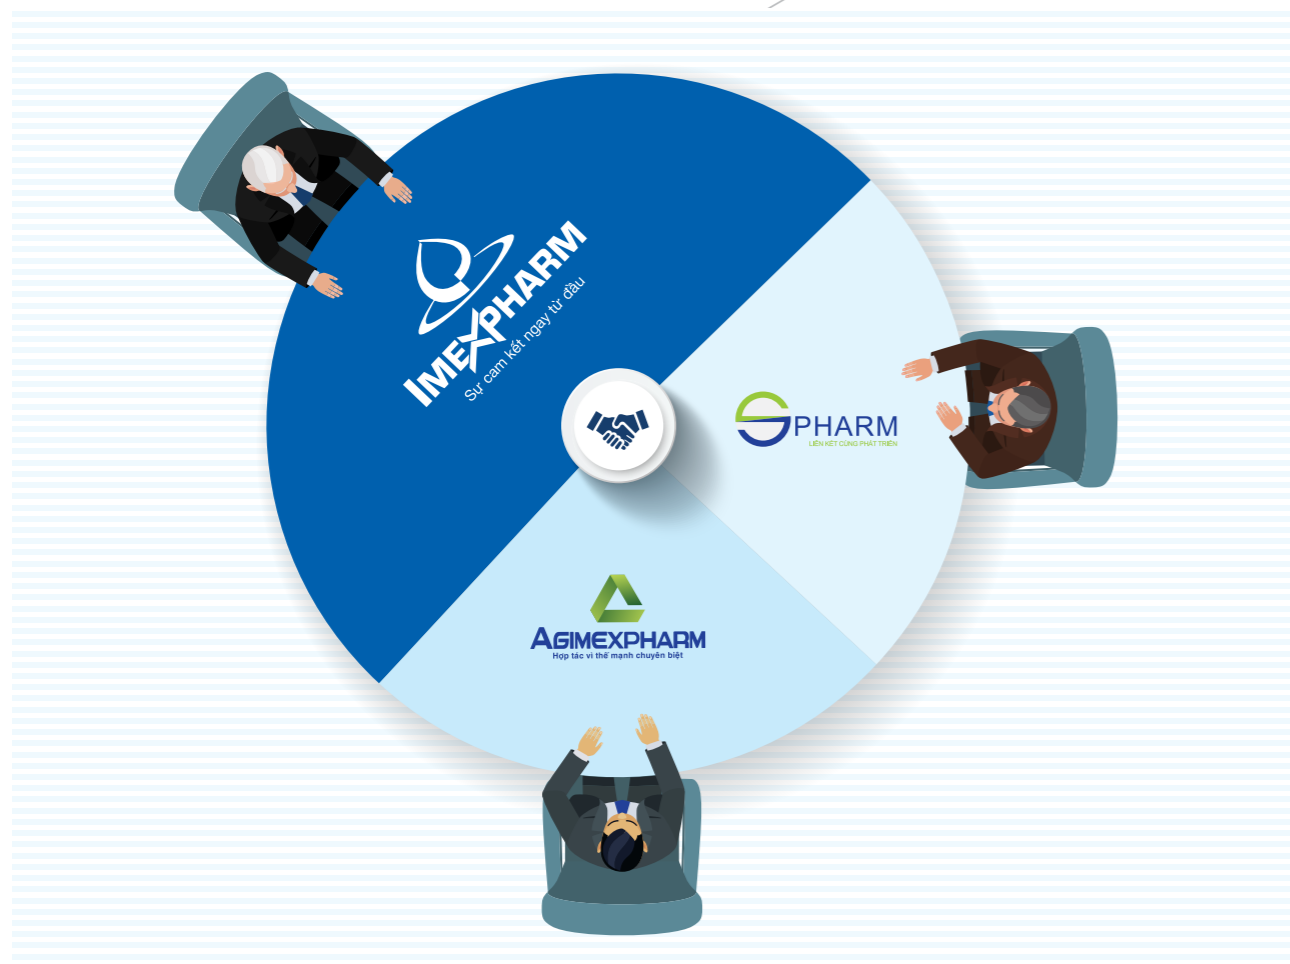 IMEXPHARM
Sự cam kết ngay từ đầu
SPHARM
LIÊN KẾT CÙNG PHÁT TRIỂN
AGIMEXPHARM
Hợp tác vì thế mạnh chuyên biệt